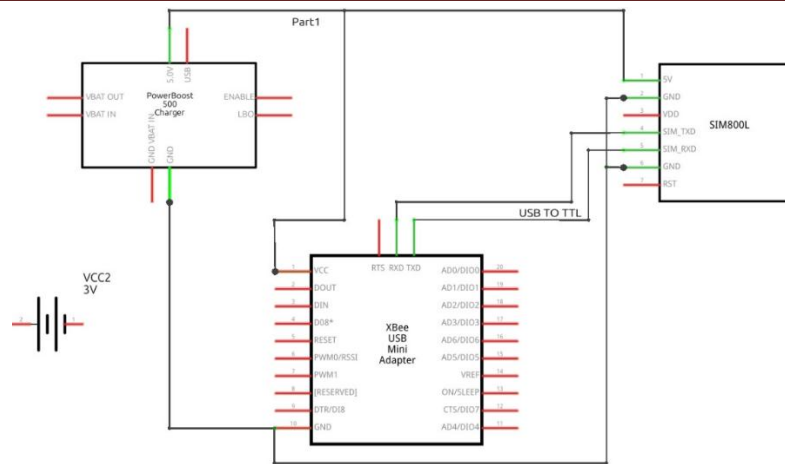 Part1
5.0V
USB
PowerBoost
500
Charger
VBAT OUT
VBAT IN
ENABLE
LBO
GND VBAT IN
GND
SIM800L
1 5V
2 GND
3 VDD
4 SIM_TXD
5 SIM_RXD
6 GND
7 RST
USB TO TTL
RTS RXD TXD
XBee
USB
Mini
Adapter
1 VCC
2 DOUT
3 DIN
4 DO8*
5 RESET
6 PWM0/RSSI
7 PWM1
8 [RESERVED]
9 DTR/DI8
10 GND
AD0/DIO0 20
AD1/DIO1 19
AD2/DIO2 18
AD3/DIO3 17
AD6/DIO6 16
AD5/DIO5 15
VREF 14
ON/SLEEP 13
CTS/DIO7 12
AD4/DIO4 11
VCC2
3V
2
1